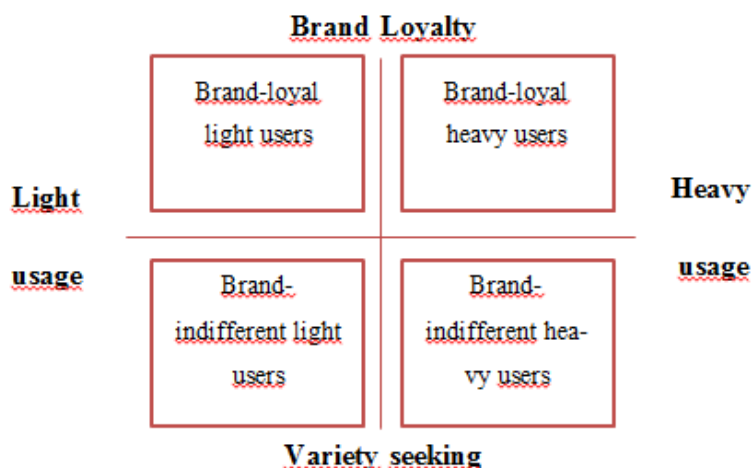 Brand Loyalty
Brand-loyal
light users
Brand-loyal
heavy users
Light
usage
Heavy
usage
Brand-
indifferent light
users
Brand-
indifferent hea-
vy users
Variety seeking